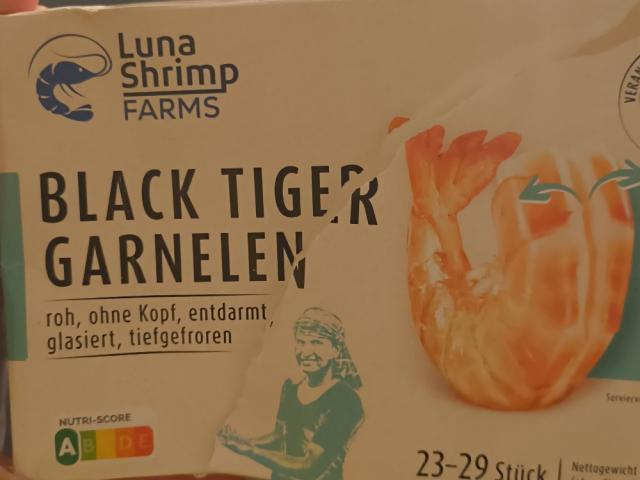 Luna
Shrimp
FARMS
BLACK TIGER
GARNELEN
roh, ohne Kopf, entdarmt,
glasiert, tiefgefroren
NUTRI-SCORE
A B C D E
23-29 Stück
Nettogewicht